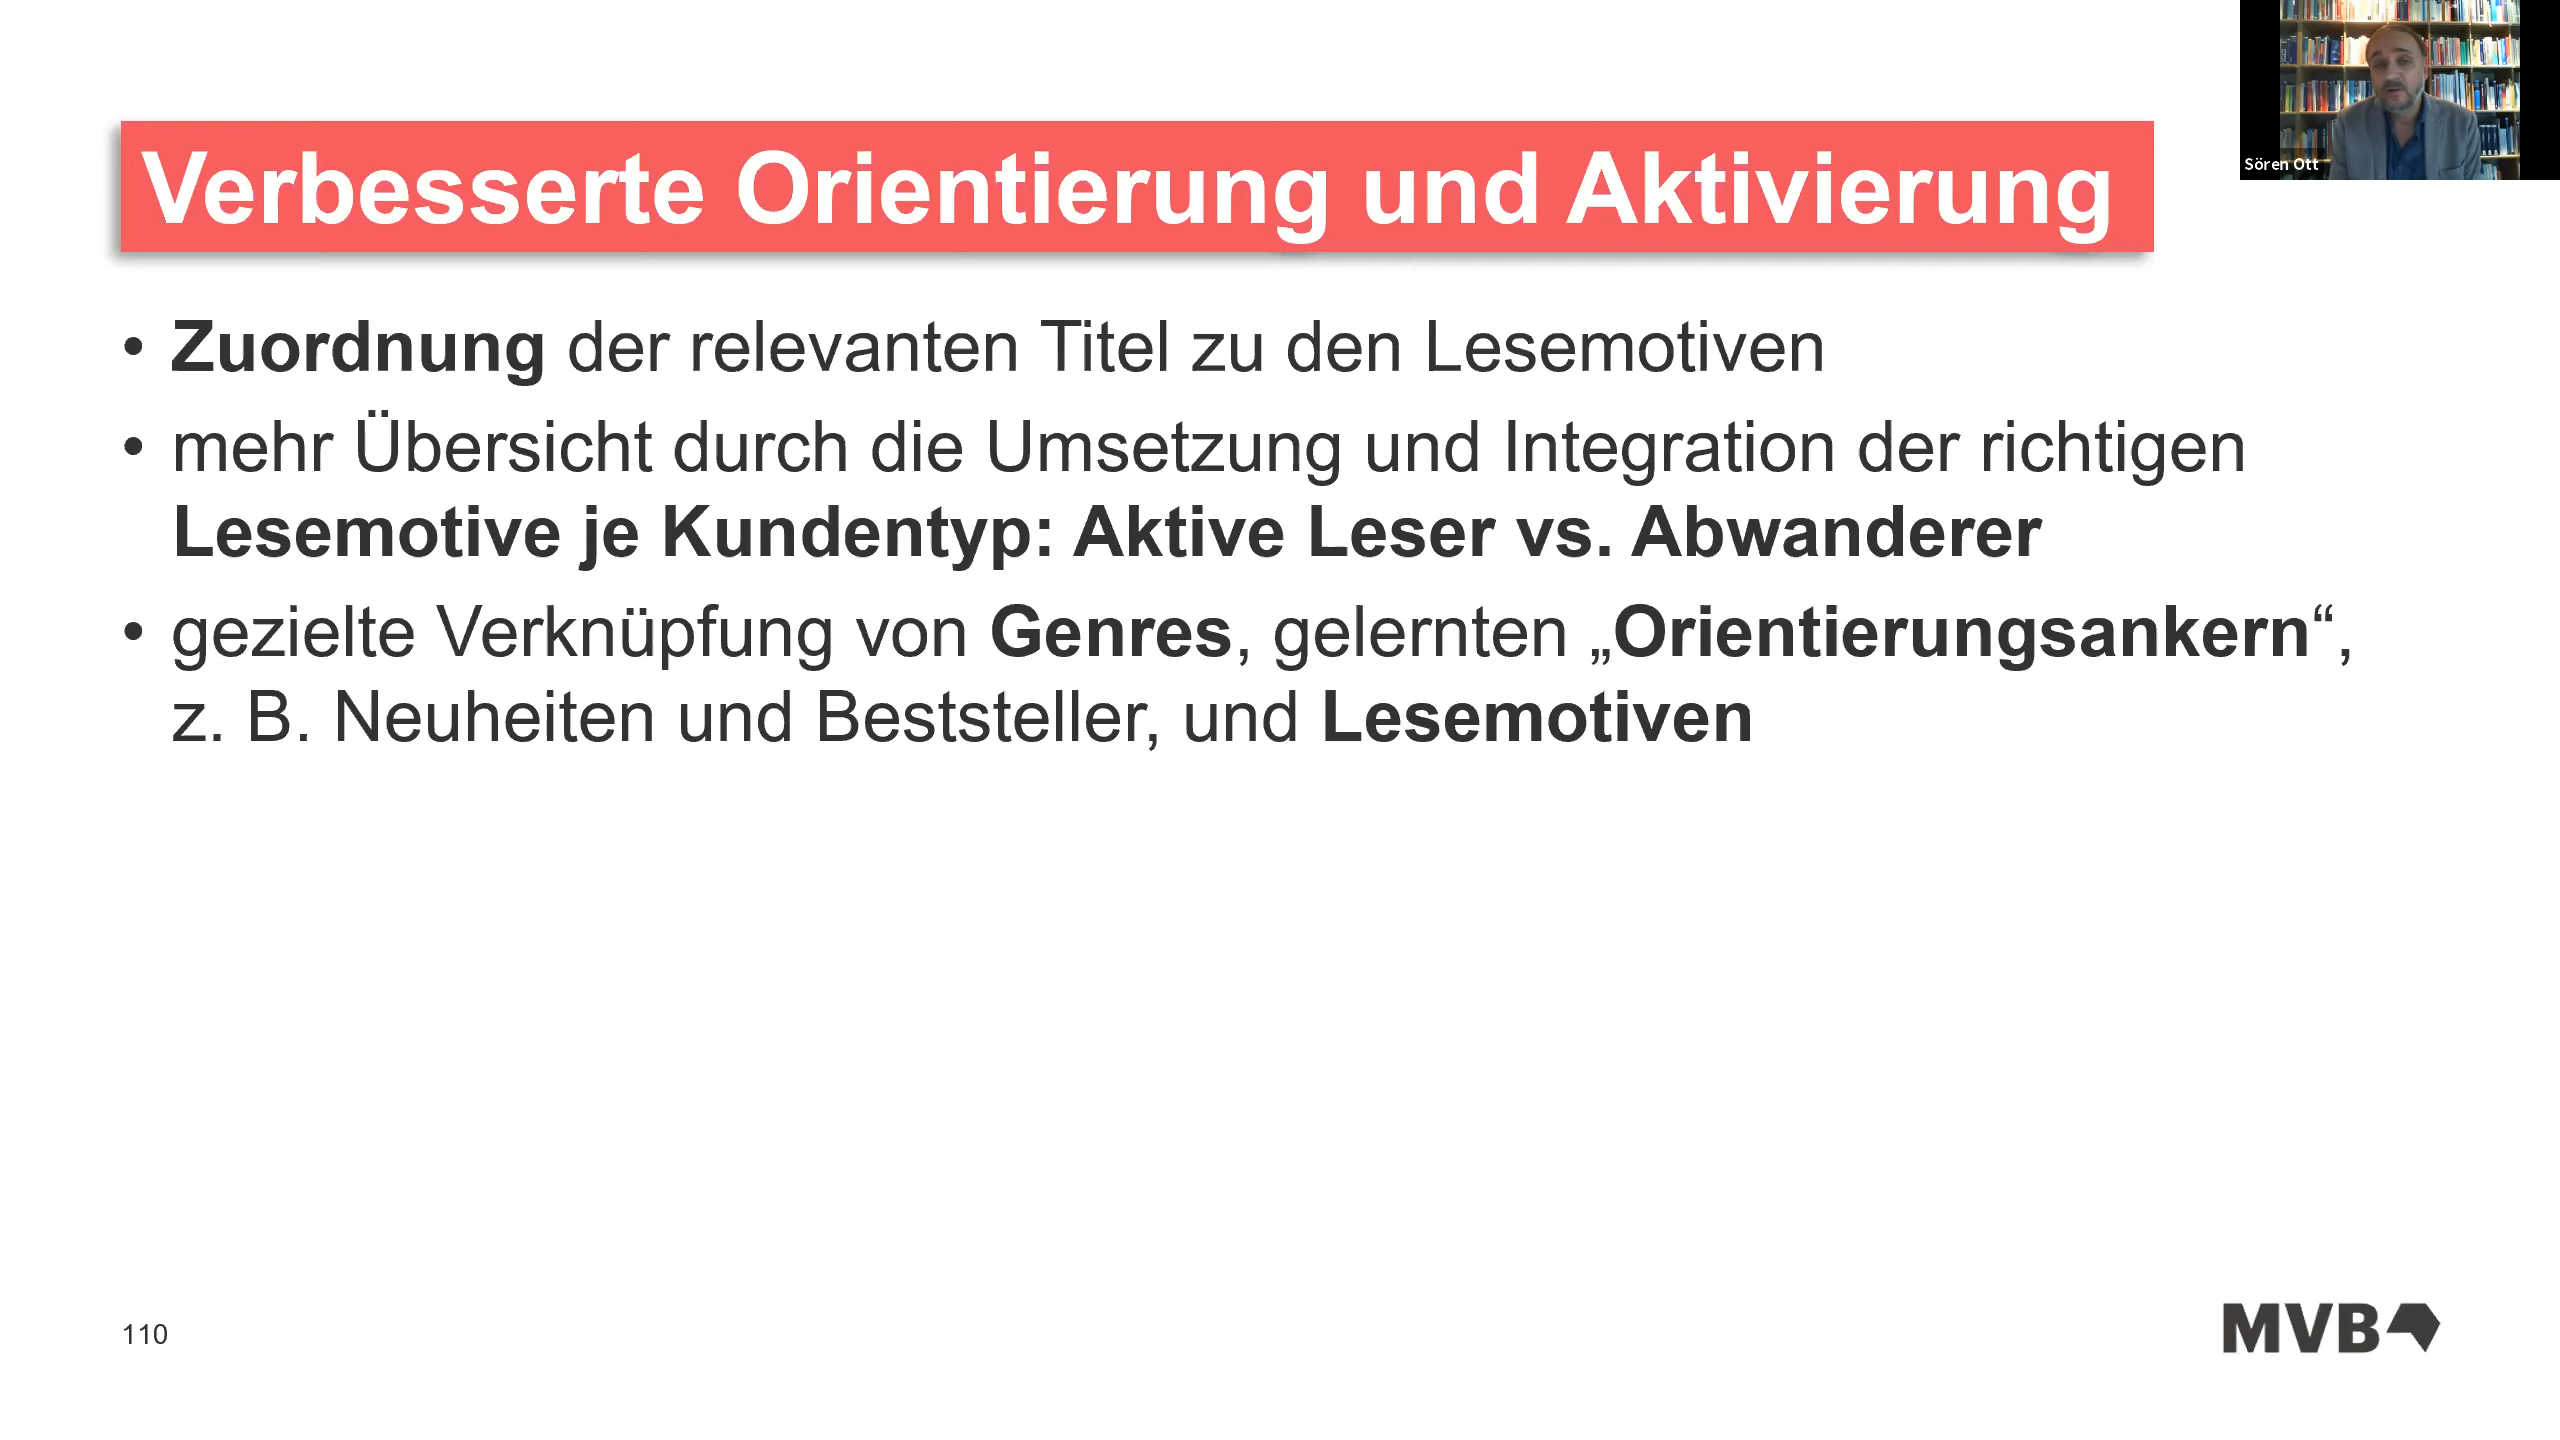 Verbesserte Orientierung und Aktivierung
Sören Ott
• Zuordnung der relevanten Titel zu den Lesemotiven
• mehr Übersicht durch die Umsetzung und Integration der richtigen
Lesemotive je Kundentyp: Aktive Leser vs. Abwanderer
• gezielte Verknüpfung von Genres, gelernten „Orientierungsankern“,
z. B. Neuheiten und Beststeller, und Lesemotiven
110
MVB